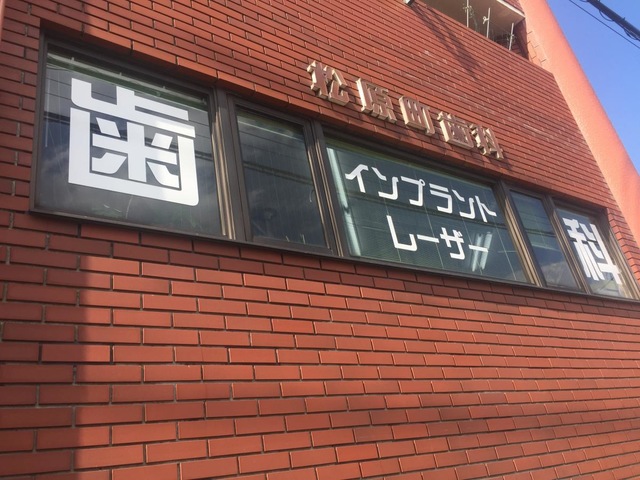 松原町歯科
歯
インプラント
レーザー
科